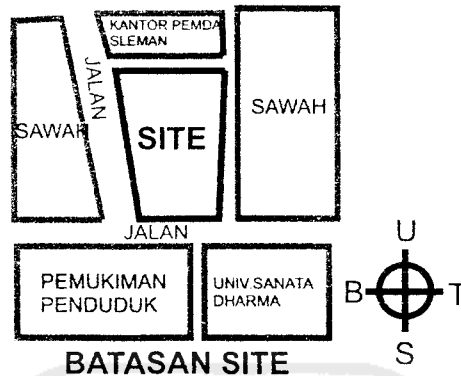 KANTOR PEMDA
SLEMAN
JALAN
SAWAH
SITE
SAWAH
JALAN
PEMUKIMAN
PENDUDUK
UNIV.SANATA
DHARMA
U
B
T
S
BATASAN SITE